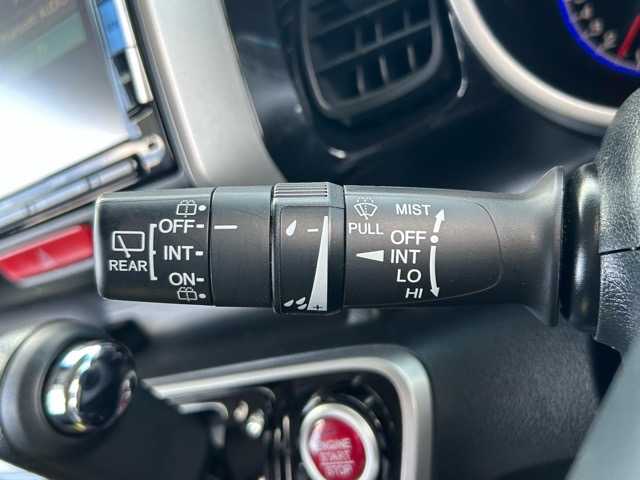 OFF
INT
ON
REAR
- +
PULL
MIST
OFF
INT
LO
HI
ENGINE
START
STOP